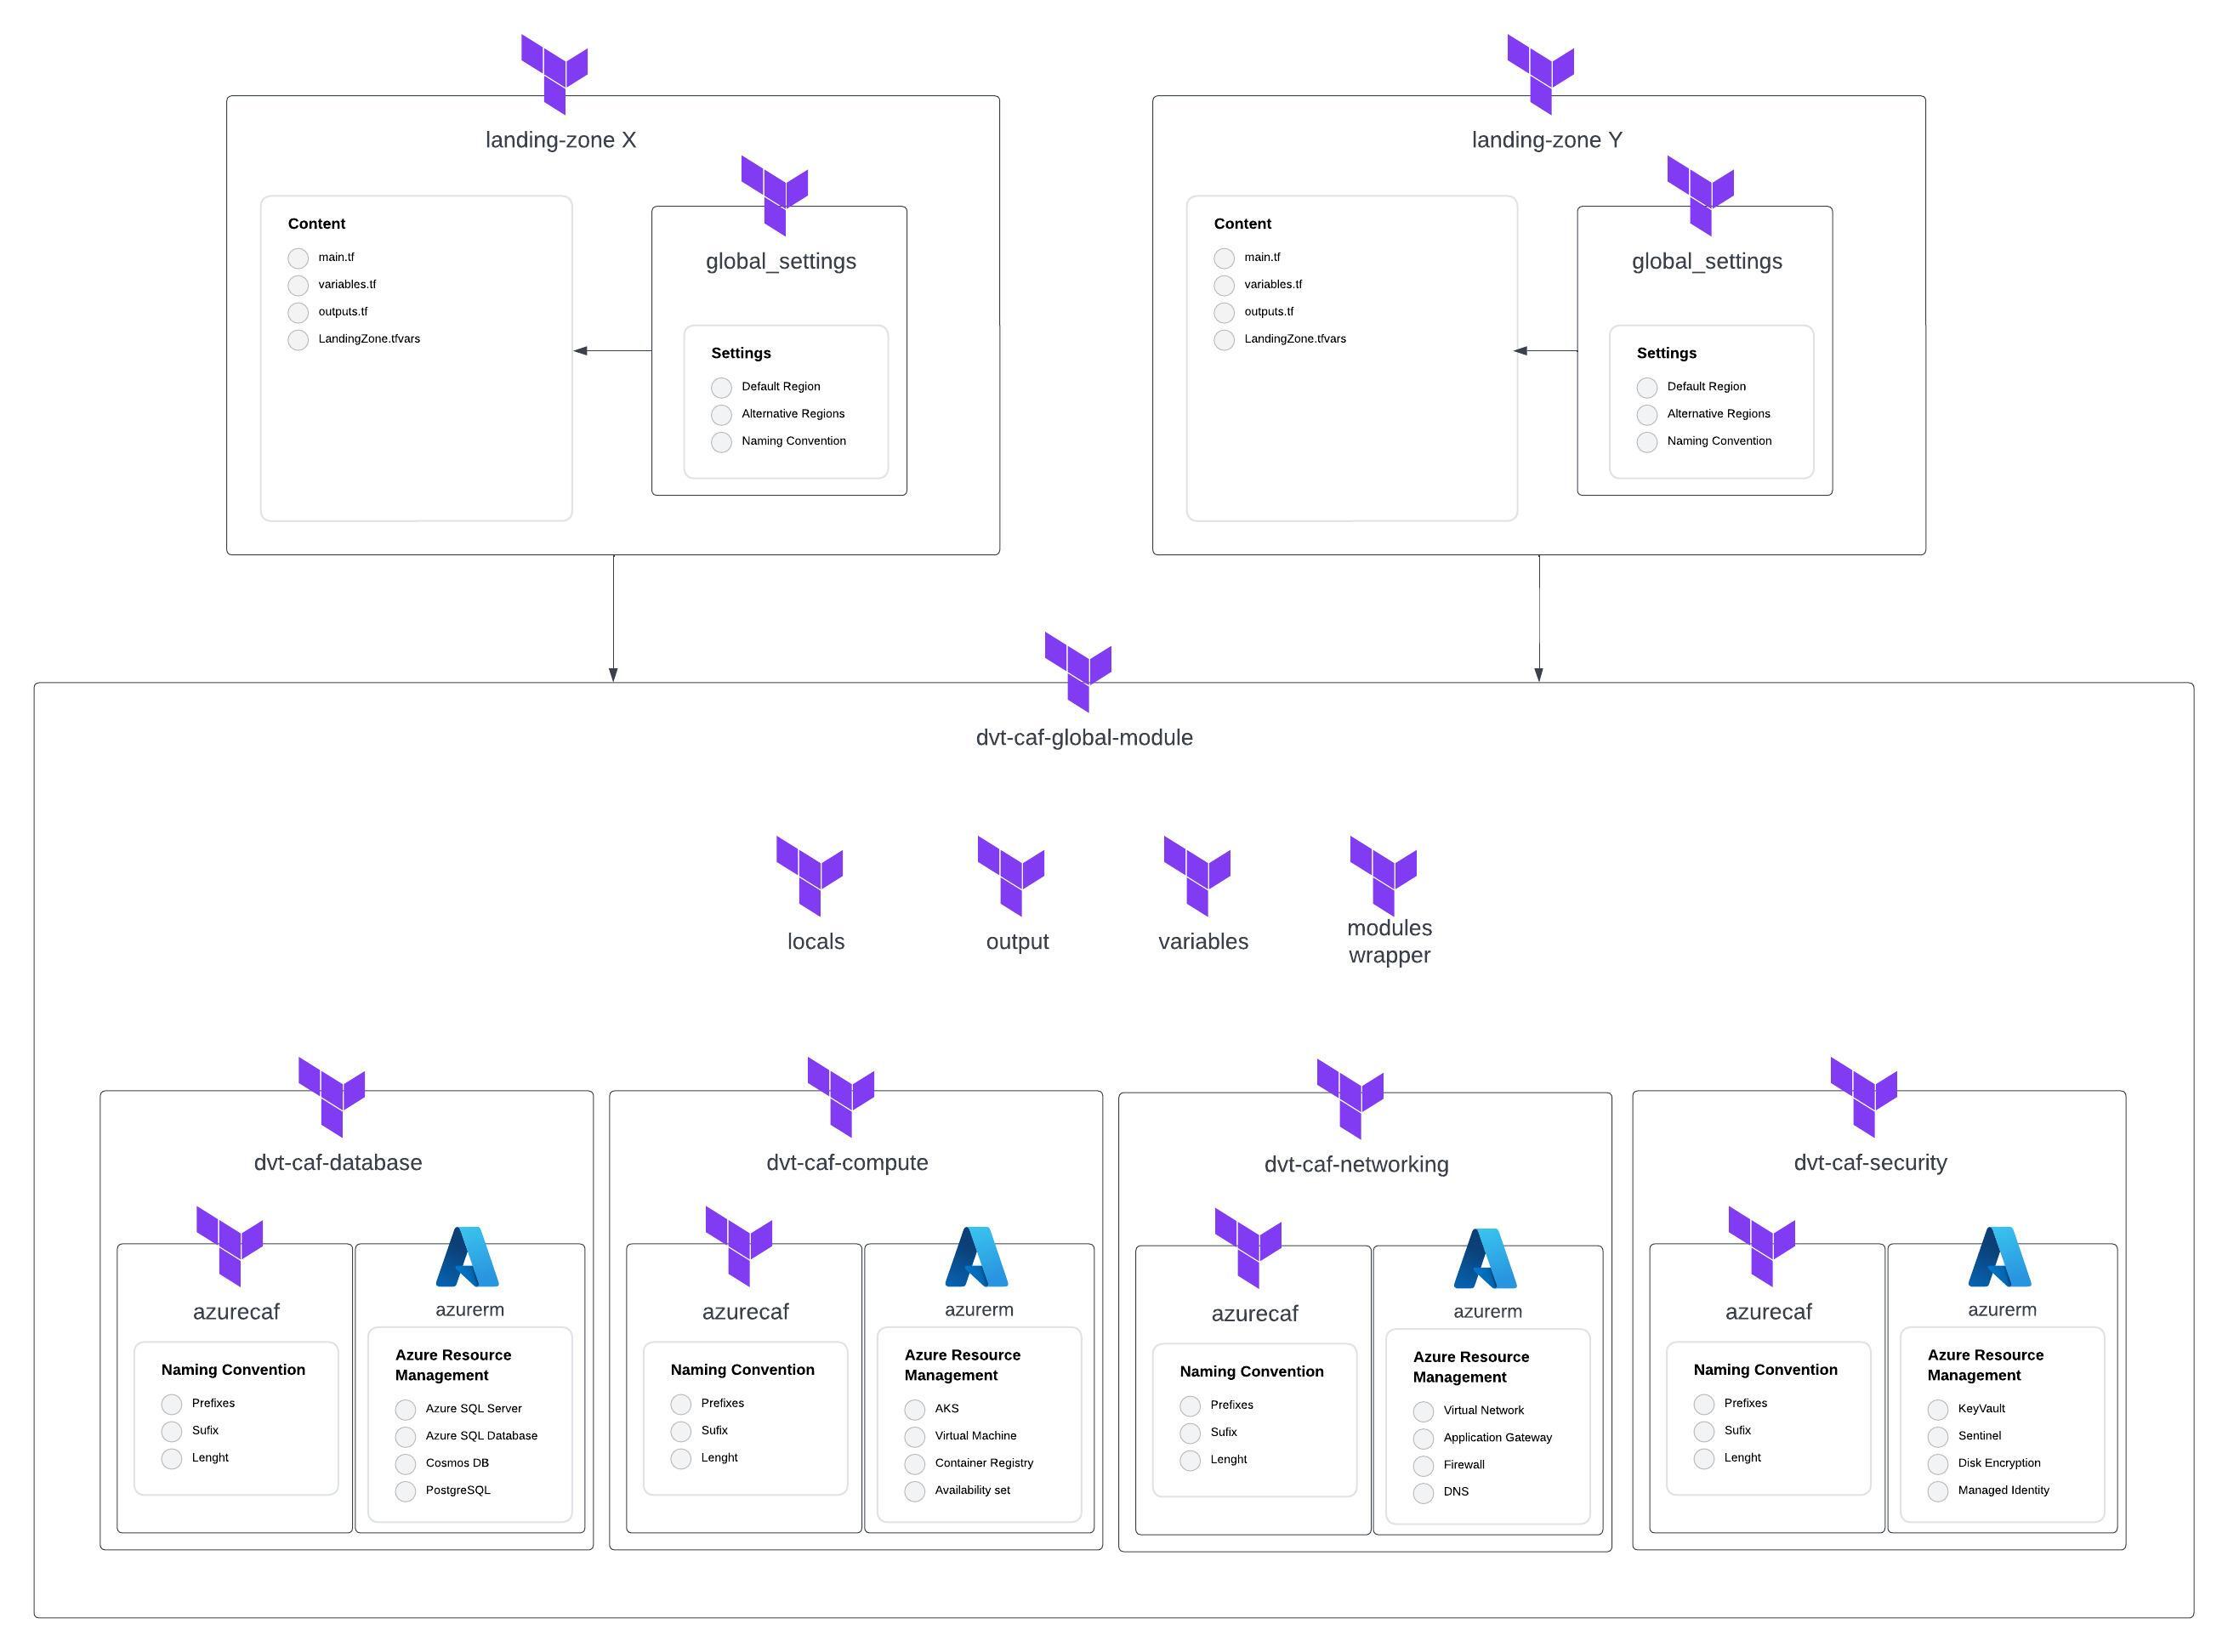 landing-zone X
Content
main.tf
variables.tf
outputs.tf
LandingZone.tfvars
global_settings
Settings
Default Region
Alternative Regions
Naming Convention
landing-zone Y
Content
main.tf
variables.tf
outputs.tf
LandingZone.tfvars
global_settings
Settings
Default Region
Alternative Regions
Naming Convention
dvt-caf-global-module
locals
output
variables
modules
wrapper
dvt-caf-database
azurecaf
Naming Convention
Prefixes
Sufix
Lenght
azurerm
Azure Resource
Management
Azure SQL Server
Azure SQL Database
Cosmos DB
PostgreSQL
dvt-caf-compute
azurecaf
Naming Convention
Prefixes
Sufix
Lenght
azurerm
Azure Resource
Management
AKS
Virtual Machine
Container Registry
Availability set
dvt-caf-networking
azurecaf
Naming Convention
Prefixes
Sufix
Lenght
azurerm
Azure Resource
Management
Virtual Network
Application Gateway
Firewall
DNS
dvt-caf-security
azurecaf
Naming Convention
Prefixes
Sufix
Lenght
azurerm
Azure Resource
Management
KeyVault
Sentinel
Disk Encryption
Managed Identity